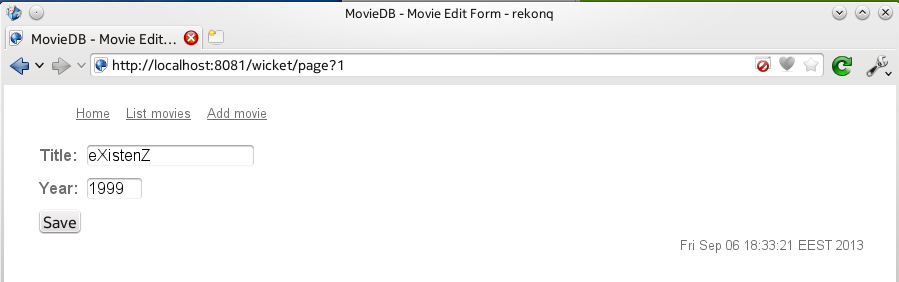 MovieDB - Movie Edit Form - rekonq
MovieDB - Movie Edit...
http://localhost:8081/wicket/page?1
Home List movies Add movie
Title: eXistenZ
Year: 1999
Save
Fri Sep 06 18:33:21 EEST 2013